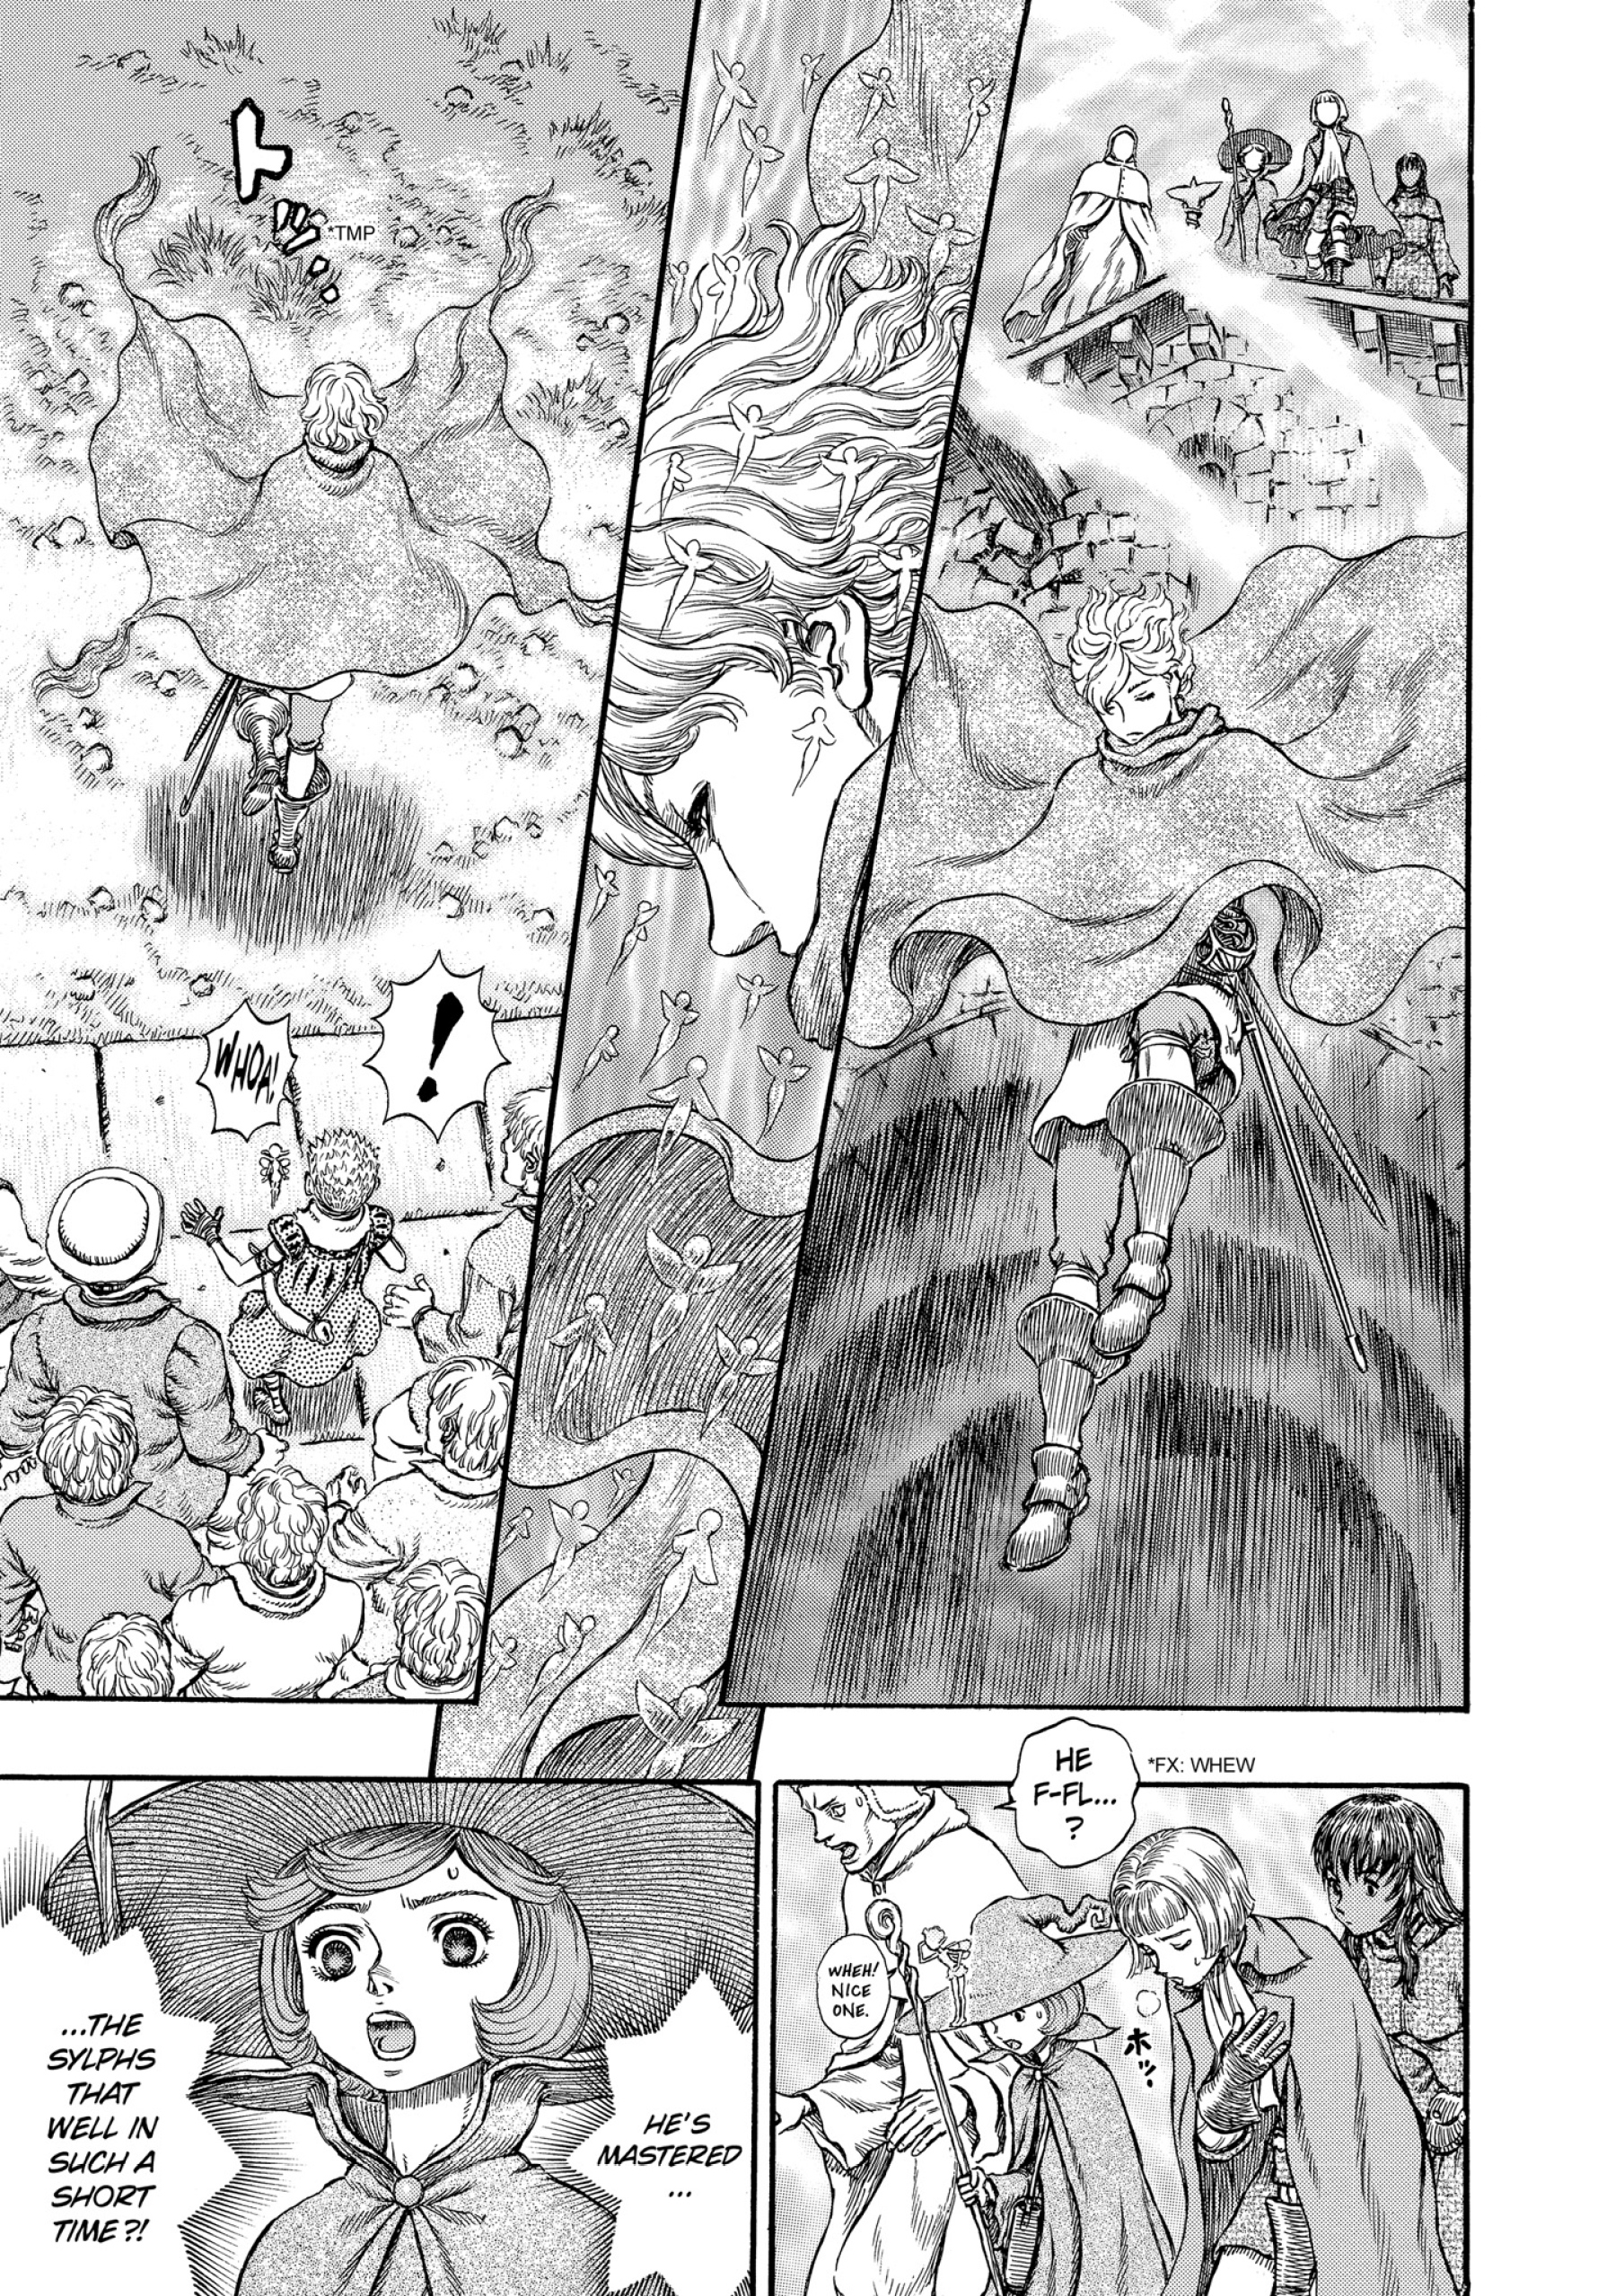 トッ
*TMP
!
WHOA!
HE
F-FL...
?
*FX: WHEW
WHEH!
NICE
ONE.
ホッ
HE'S
MASTERED
...
...THE
SYLPHS
THAT
WELL IN
SUCH A
SHORT
TIME?!